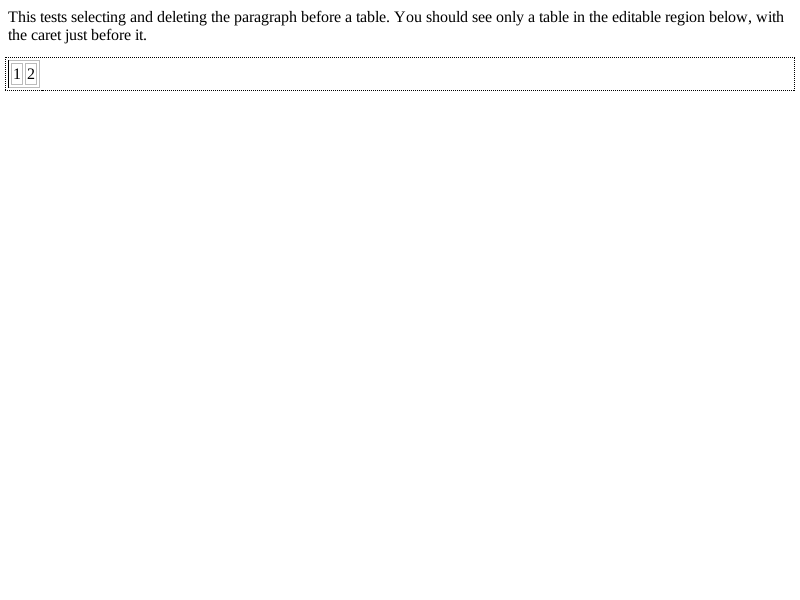 This tests selecting and deleting the paragraph before a table. You should see only a table in the editable region below, with
the caret just before it.
1 2